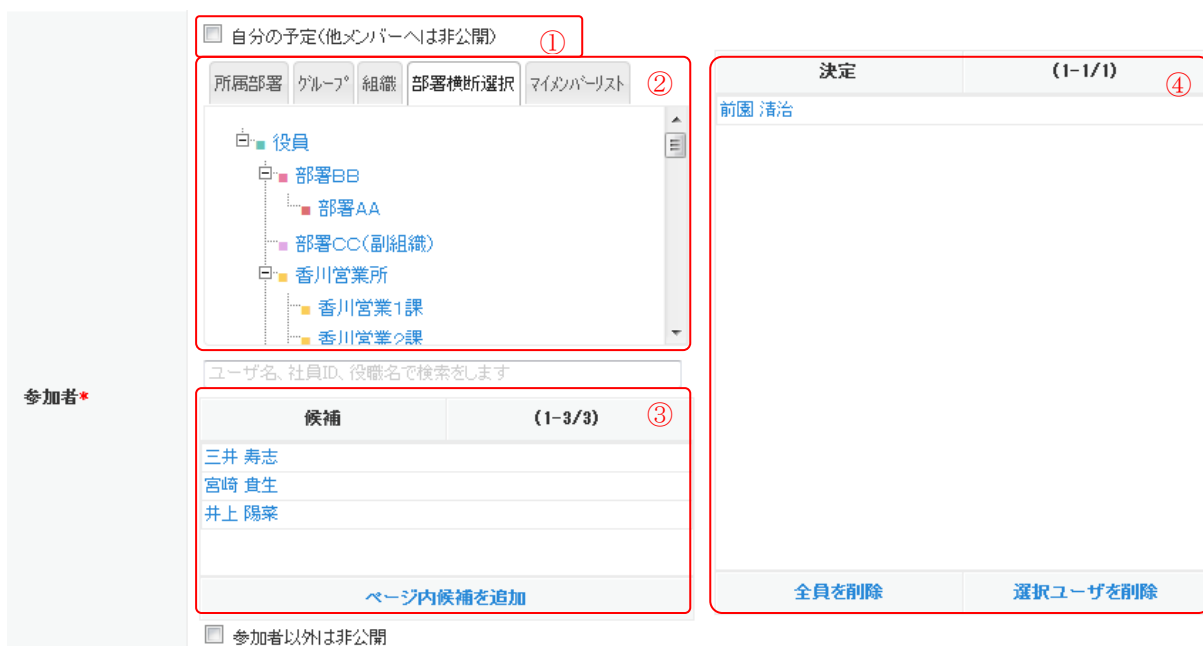 自分の予定(他メンバーへは非公開)
①
所属部署 グループ 組織 部署横断選択 マイメンバーリスト
②
役員
部署BB
部署AA
部署CC(副組織)
香川営業所
香川営業1課
香川営業2課
ユーザ名、社員ID、役職名で検索をします
参加者*
候補 (1-3/3)
③
三井 寿志
宮崎 貴生
井上 陽菜
ページ内候補を追加
参加者以外は非公開
決定 (1-1/1)
④
前園 清治
全員を削除 選択ユーザを削除